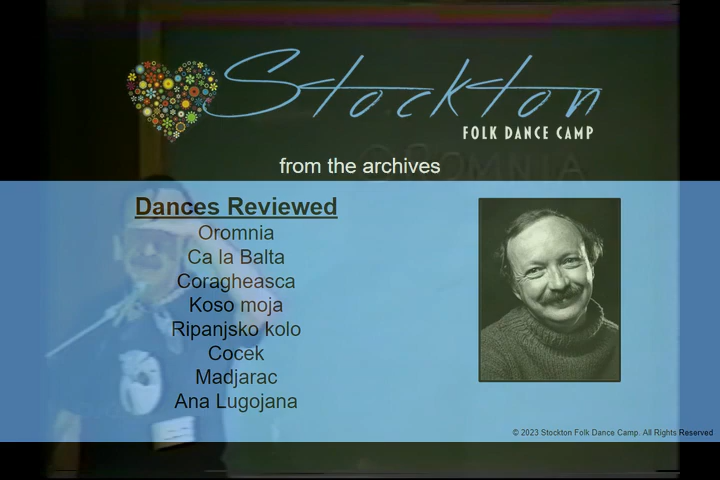 Stockton
FOLK DANCE CAMP
from the archives
OROMNIA
Dances Reviewed
Oromnia
Ca la Balta
Coragheasca
Koso moja
Ripanjsko kolo
Cocek
Madjarac
Ana Lugojana
© 2023 Stockton Folk Dance Camp. All Rights Reserved